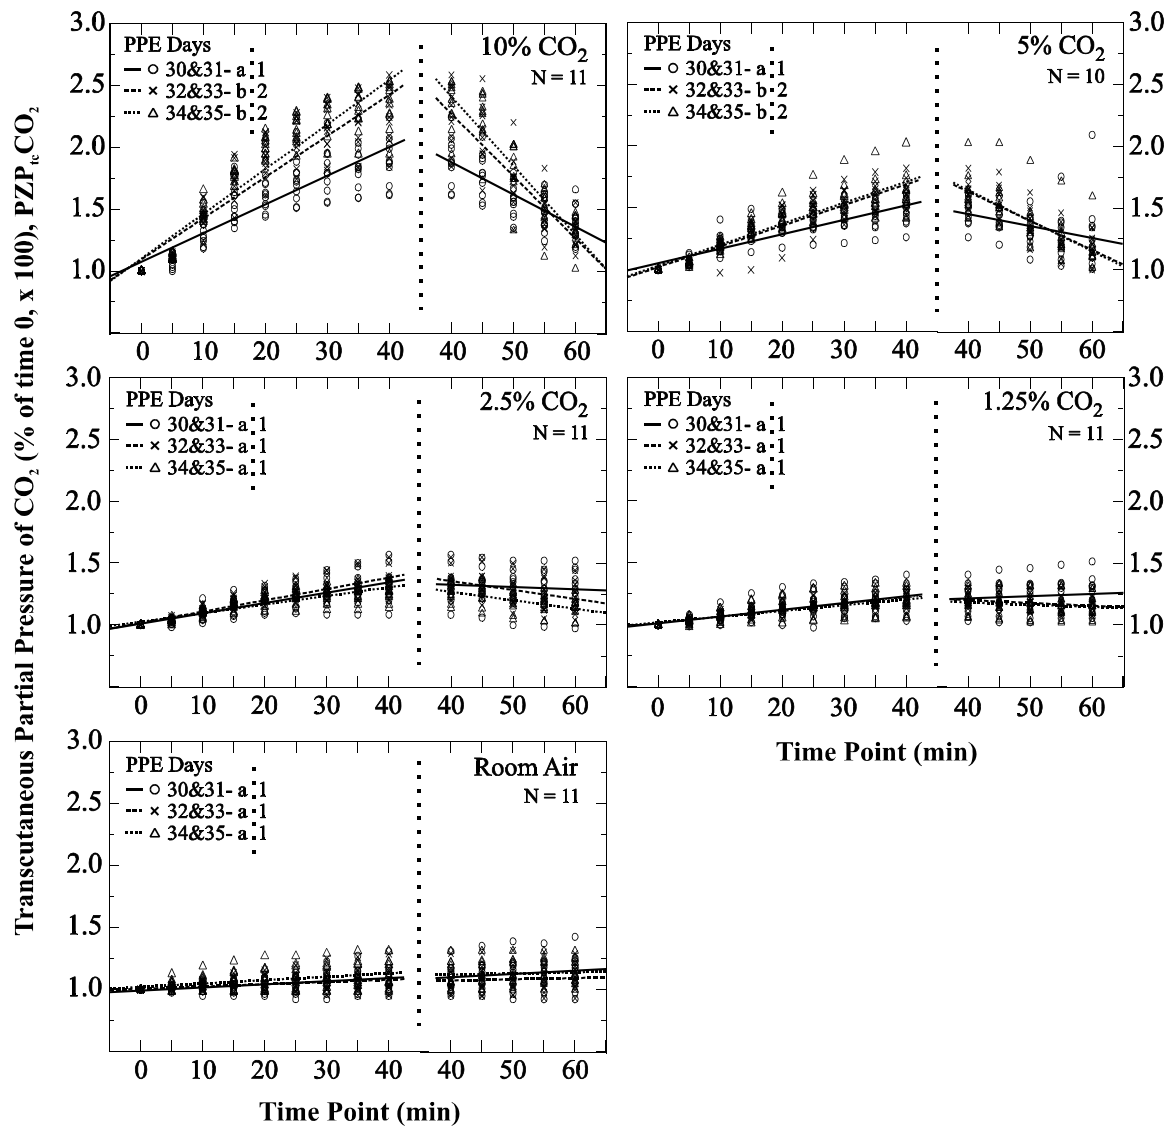 Transcutaneous Partial Pressure of CO2 (% of time 0, x 100), PZPtcCO2
3.0
2.5
2.0
1.5
1.0
PPE Days
30&31- a 1
32&33- b 2
34&35- b 2
10% CO2
N = 11
0 10 20 30 40 40 50 60
PPE Days
30&31- a 1
32&33- b 2
34&35- b 2
5% CO2
N = 10
3.0
2.5
2.0
1.5
1.0
0 10 20 30 40 40 50 60
3.0
2.5
2.0
1.5
1.0
PPE Days
30&31- a 1
32&33- a 1
34&35- a 1
2.5% CO2
N = 11
0 10 20 30 40 40 50 60
PPE Days
30&31- a 1
32&33- a 1
34&35- a 1
1.25% CO2
N = 11
3.0
2.5
2.0
1.5
1.0
0 10 20 30 40 40 50 60
Time Point (min)
3.0
2.5
2.0
1.5
1.0
PPE Days
30&31- a 1
32&33- a 1
34&35- a 1
Room Air
N = 11
0 10 20 30 40 40 50 60
Time Point (min)